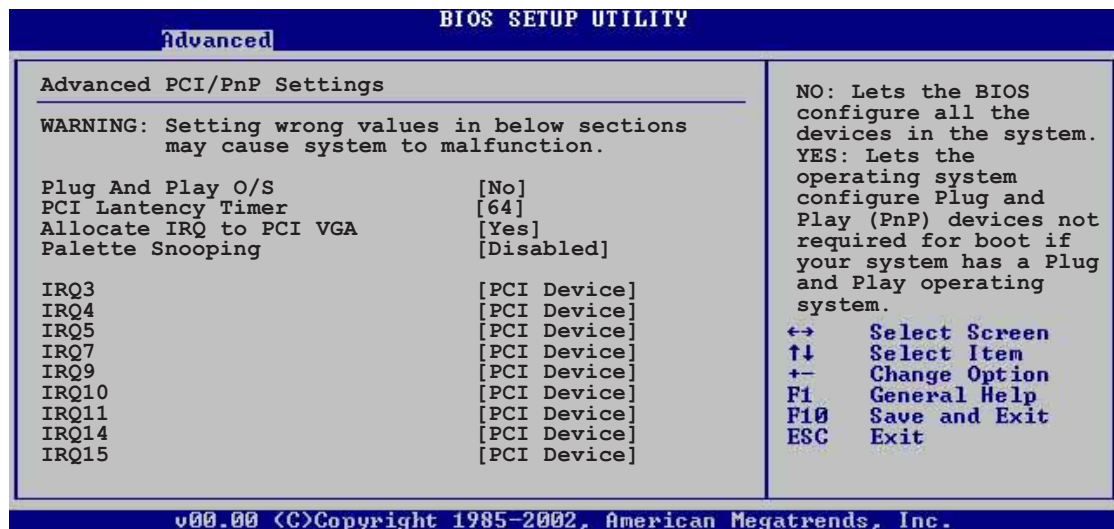 BIOS SETUP UTILITY
Advanced
Advanced PCI/PnP Settings
WARNING: Setting wrong values in below sections
may cause system to malfunction.
Plug And Play O/S [No]
PCI Lantency Timer [64]
Allocate IRQ to PCI VGA [Yes]
Palette Snooping [Disabled]
IRQ3 [PCI Device]
IRQ4 [PCI Device]
IRQ5 [PCI Device]
IRQ7 [PCI Device]
IRQ9 [PCI Device]
IRQ10 [PCI Device]
IRQ11 [PCI Device]
IRQ14 [PCI Device]
IRQ15 [PCI Device]
NO: Lets the BIOS
configure all the
devices in the system.
YES: Lets the
operating system
configure Plug and
Play (PnP) devices not
required for boot if
your system has a Plug
and Play operating
system.
←→ Select Screen
↑↓ Select Item
+- Change Option
F1 General Help
F10 Save and Exit
ESC Exit
v00.00 (C)Copyright 1985-2002, American Megatrends, Inc.